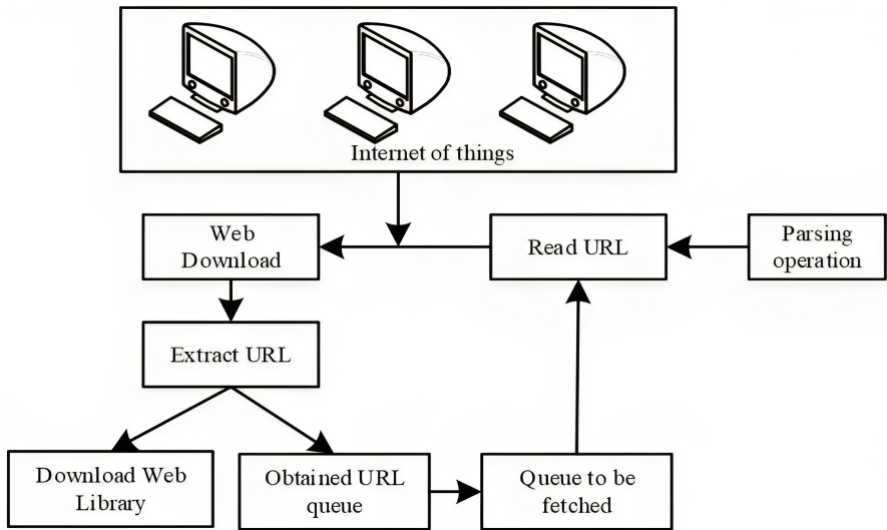 Internet of things
Web
Download
Read URL
Parsing
operation
Extract URL
Download Web
Library
Obtained URL
queue
Queue to be
fetched